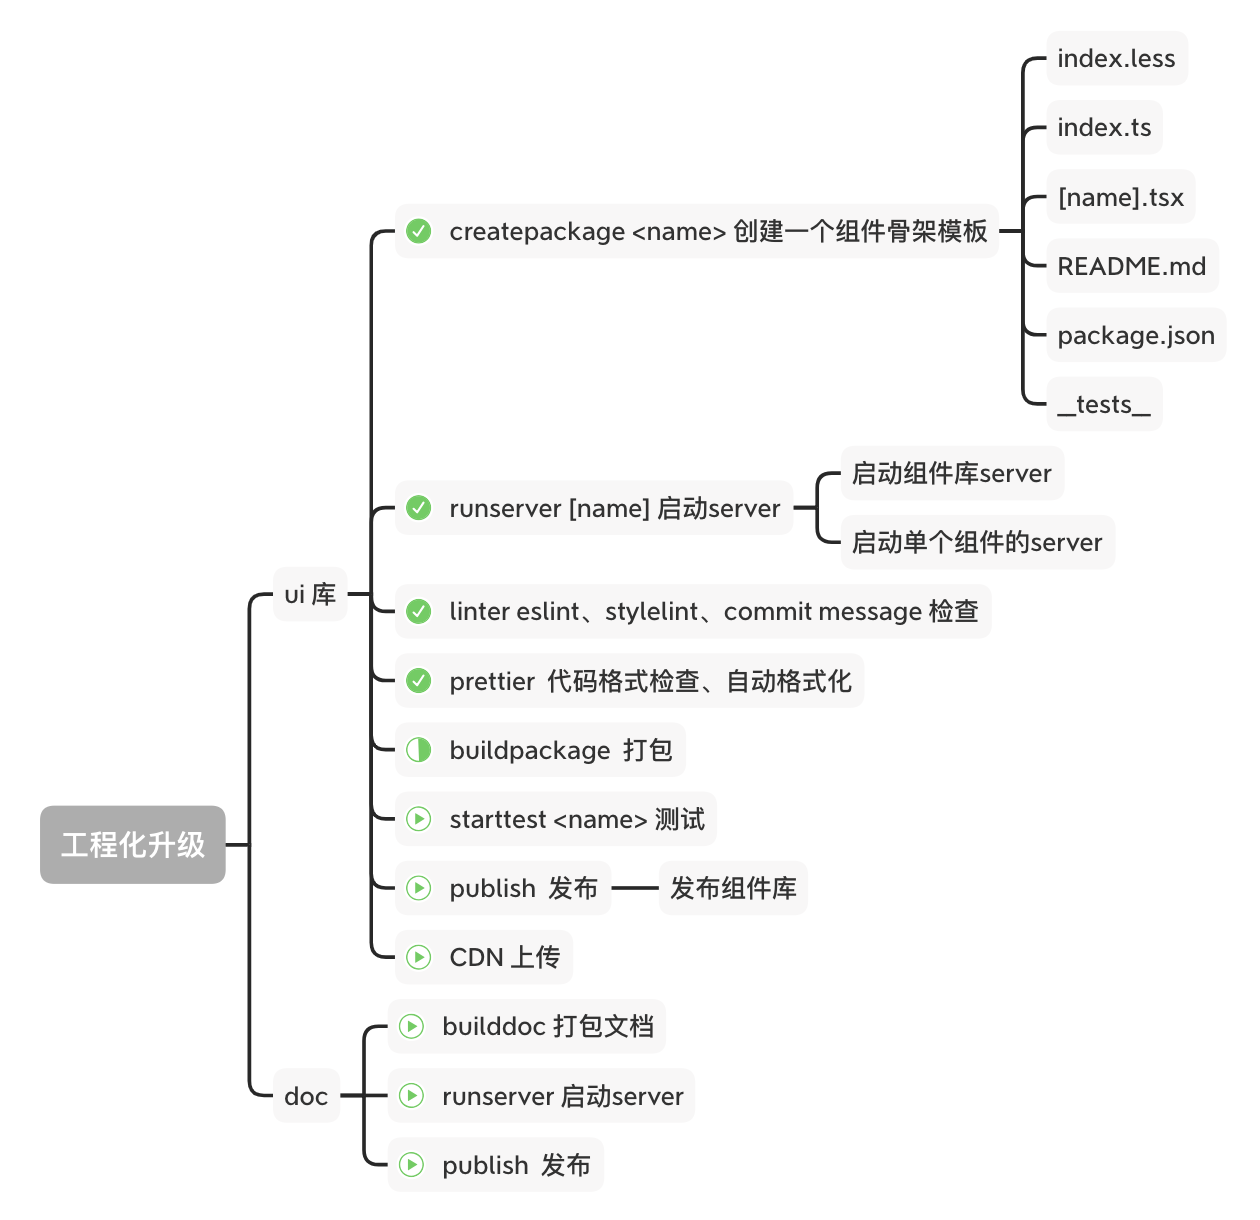 工程化升级
ui 库
createpackage <name> 创建一个组件骨架模板
index.less
index.ts
[name].tsx
README.md
package.json
__tests__
runserver [name] 启动server
启动组件库server
启动单个组件的server
linter eslint、stylelint、commit message 检查
prettier 代码格式检查、自动格式化
buildpackage 打包
starttest <name> 测试
publish 发布
发布组件库
CDN 上传
doc
builddoc 打包文档
runserver 启动server
publish 发布